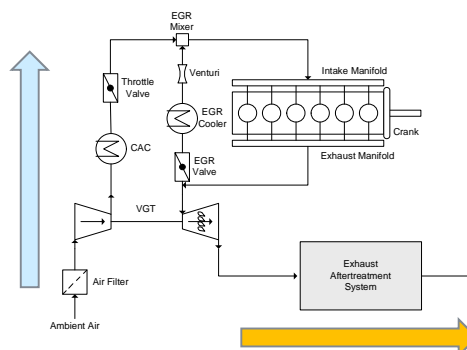 EGR
Mixer
Throttle
Valve
Venturi
Intake Manifold
EGR
Cooler
CAC
Crank
Exhaust Manifold
EGR
Valve
VGT
Exhaust
Aftertreatment
System
Air Filter
Ambient Air